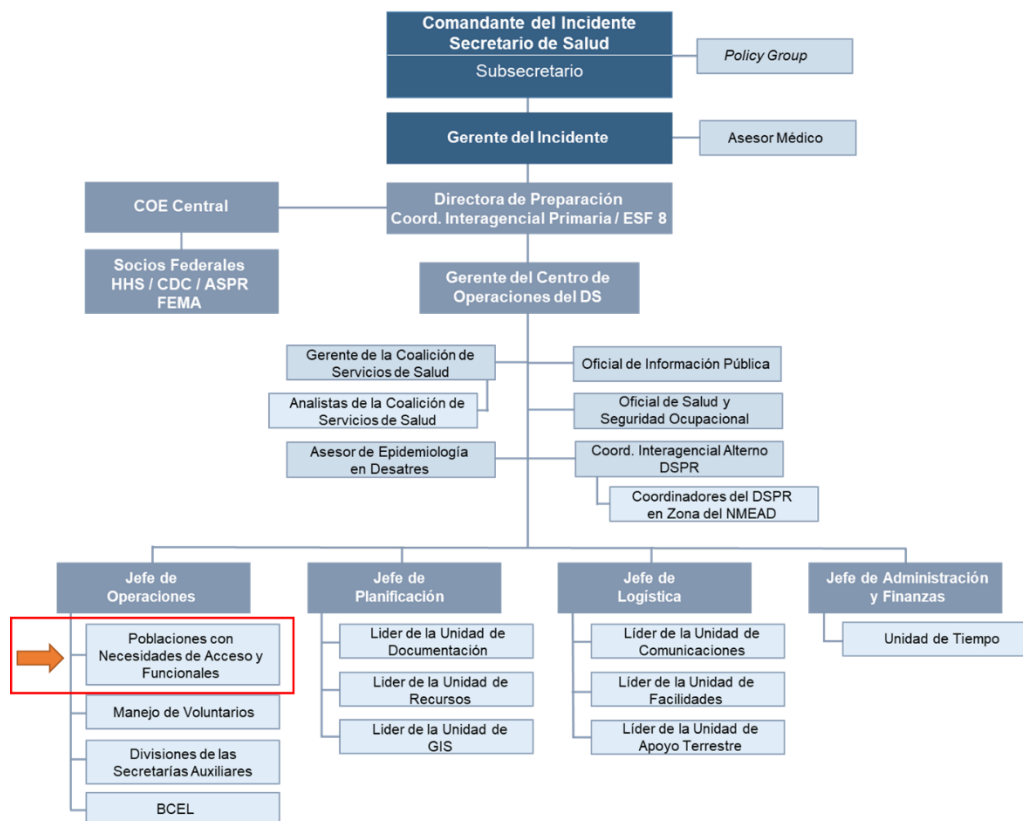 Comandante del Incidente
Secretario de Salud
Subsecretario
Policy Group
Gerente del Incidente
Asesor Médico
COE Central
Directora de Preparación
Coord. Interagencial Primaria / ESF 8
Socios Federales
HHS / CDC / ASPR
FEMA
Gerente del Centro de
Operaciones del DS
Gerente de la Coalición de
Servicios de Salud
Oficial de Información Pública
Analistas de la Coalición de
Servicios de Salud
Oficial de Salud y
Seguridad Ocupacional
Asesor de Epidemiología
en Desatres
Coord. Interagencial Alterno
DSPR
Coordinadores del DSPR
en Zona del NMEAD
Jefe de
Operaciones
Jefe de
Planificación
Jefe de
Logística
Jefe de Administración
y Finanzas
Poblaciones con
Necesidades de Acceso y
Funcionales
Manejo de Voluntarios
Divisiones de las
Secretarías Auxiliares
BCEL
Lider de la Unidad de
Documentación
Lider de la Unidad de
Recursos
Lider de la Unidad de
GIS
Líder de la Unidad de
Comunicaciones
Líder de la Unidad de
Facilidades
Líder de la Unidad de
Apoyo Terrestre
Unidad de Tiempo